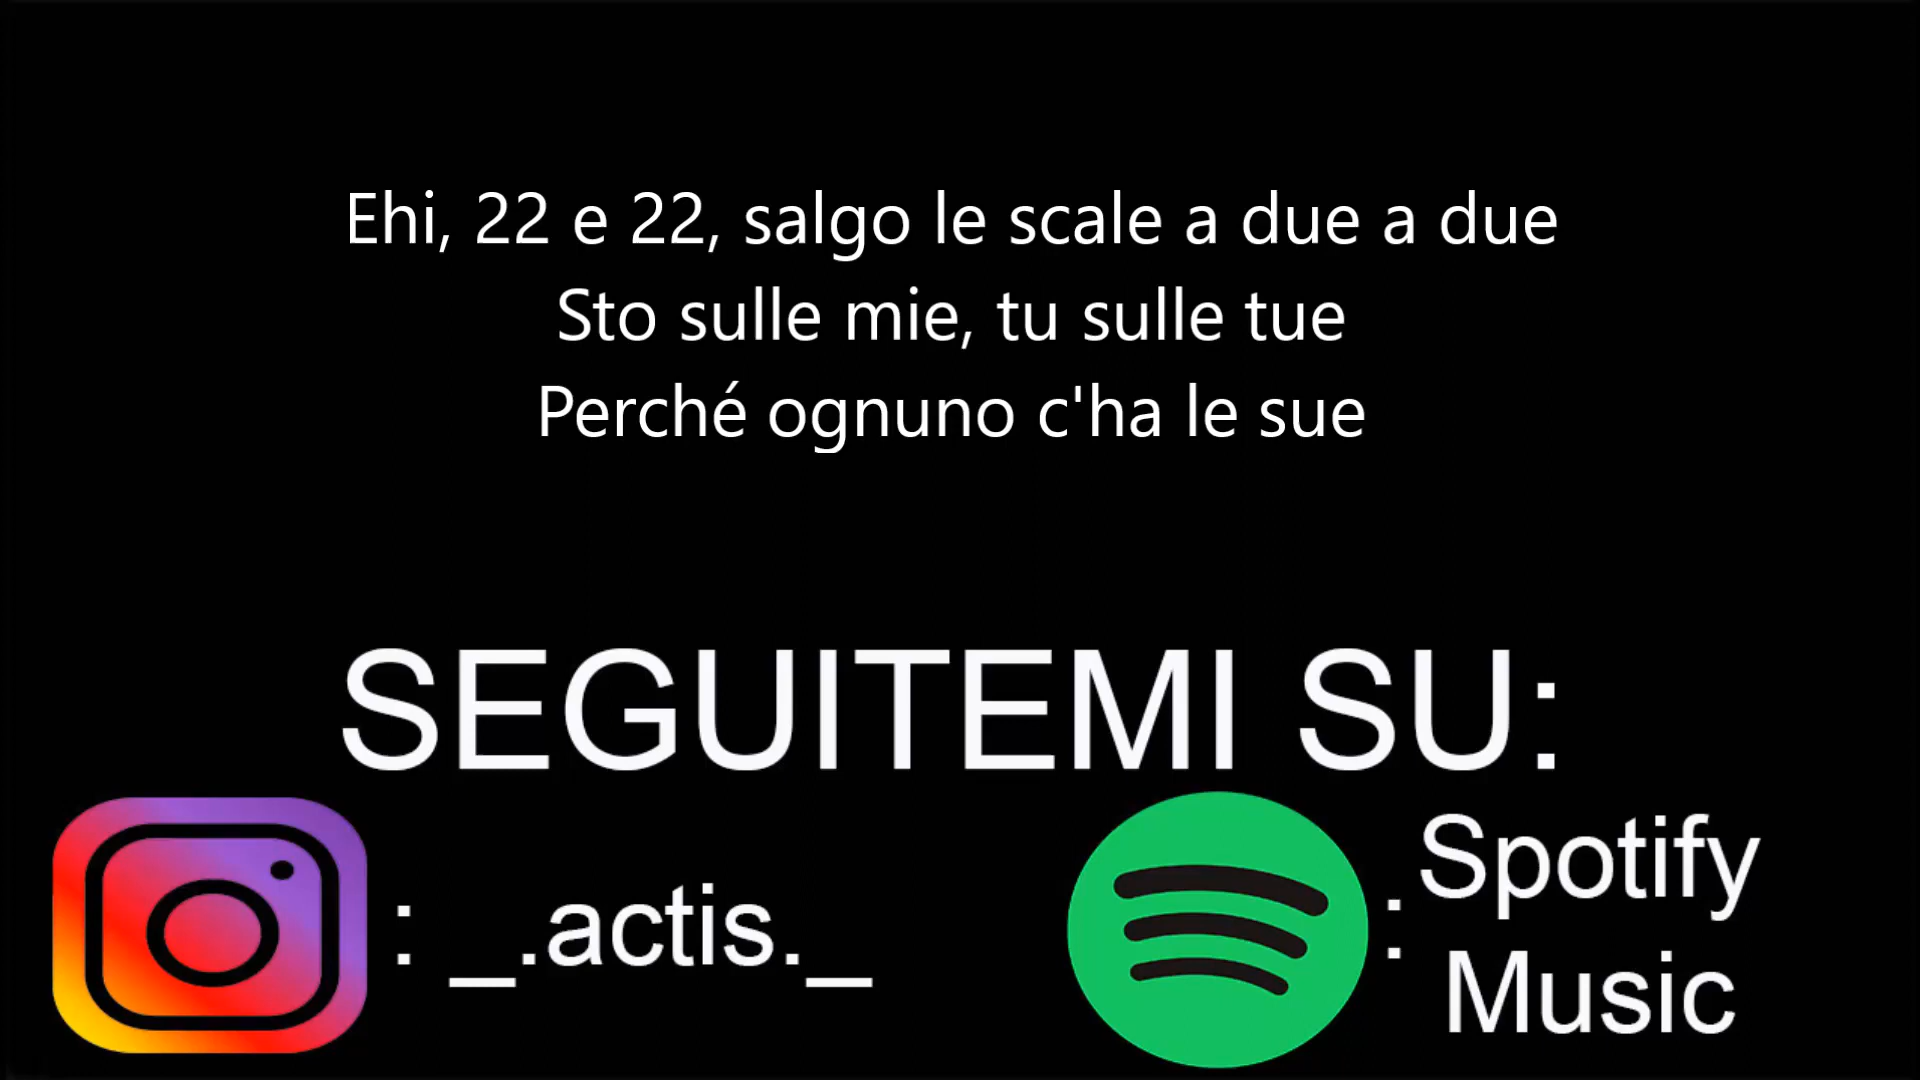 Ehi, 22 e 22, salgo le scale a due a due
Sto sulle mie, tu sulle tue
Perché ognuno c'ha le sue
SEGUITEMI SU:
: _.actis._
: Spotify
Music